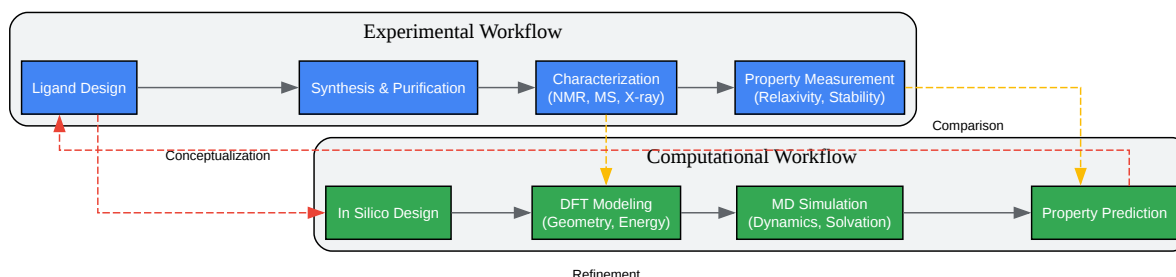 Experimental Workflow
Ligand Design
Synthesis & Purification
Characterization
(NMR, MS, X-ray)
Property Measurement
(Relaxivity, Stability)
Comparison
Conceptualization
Computational Workflow
In Silico Design
DFT Modeling
(Geometry, Energy)
MD Simulation
(Dynamics, Solvation)
Property Prediction
Refinement